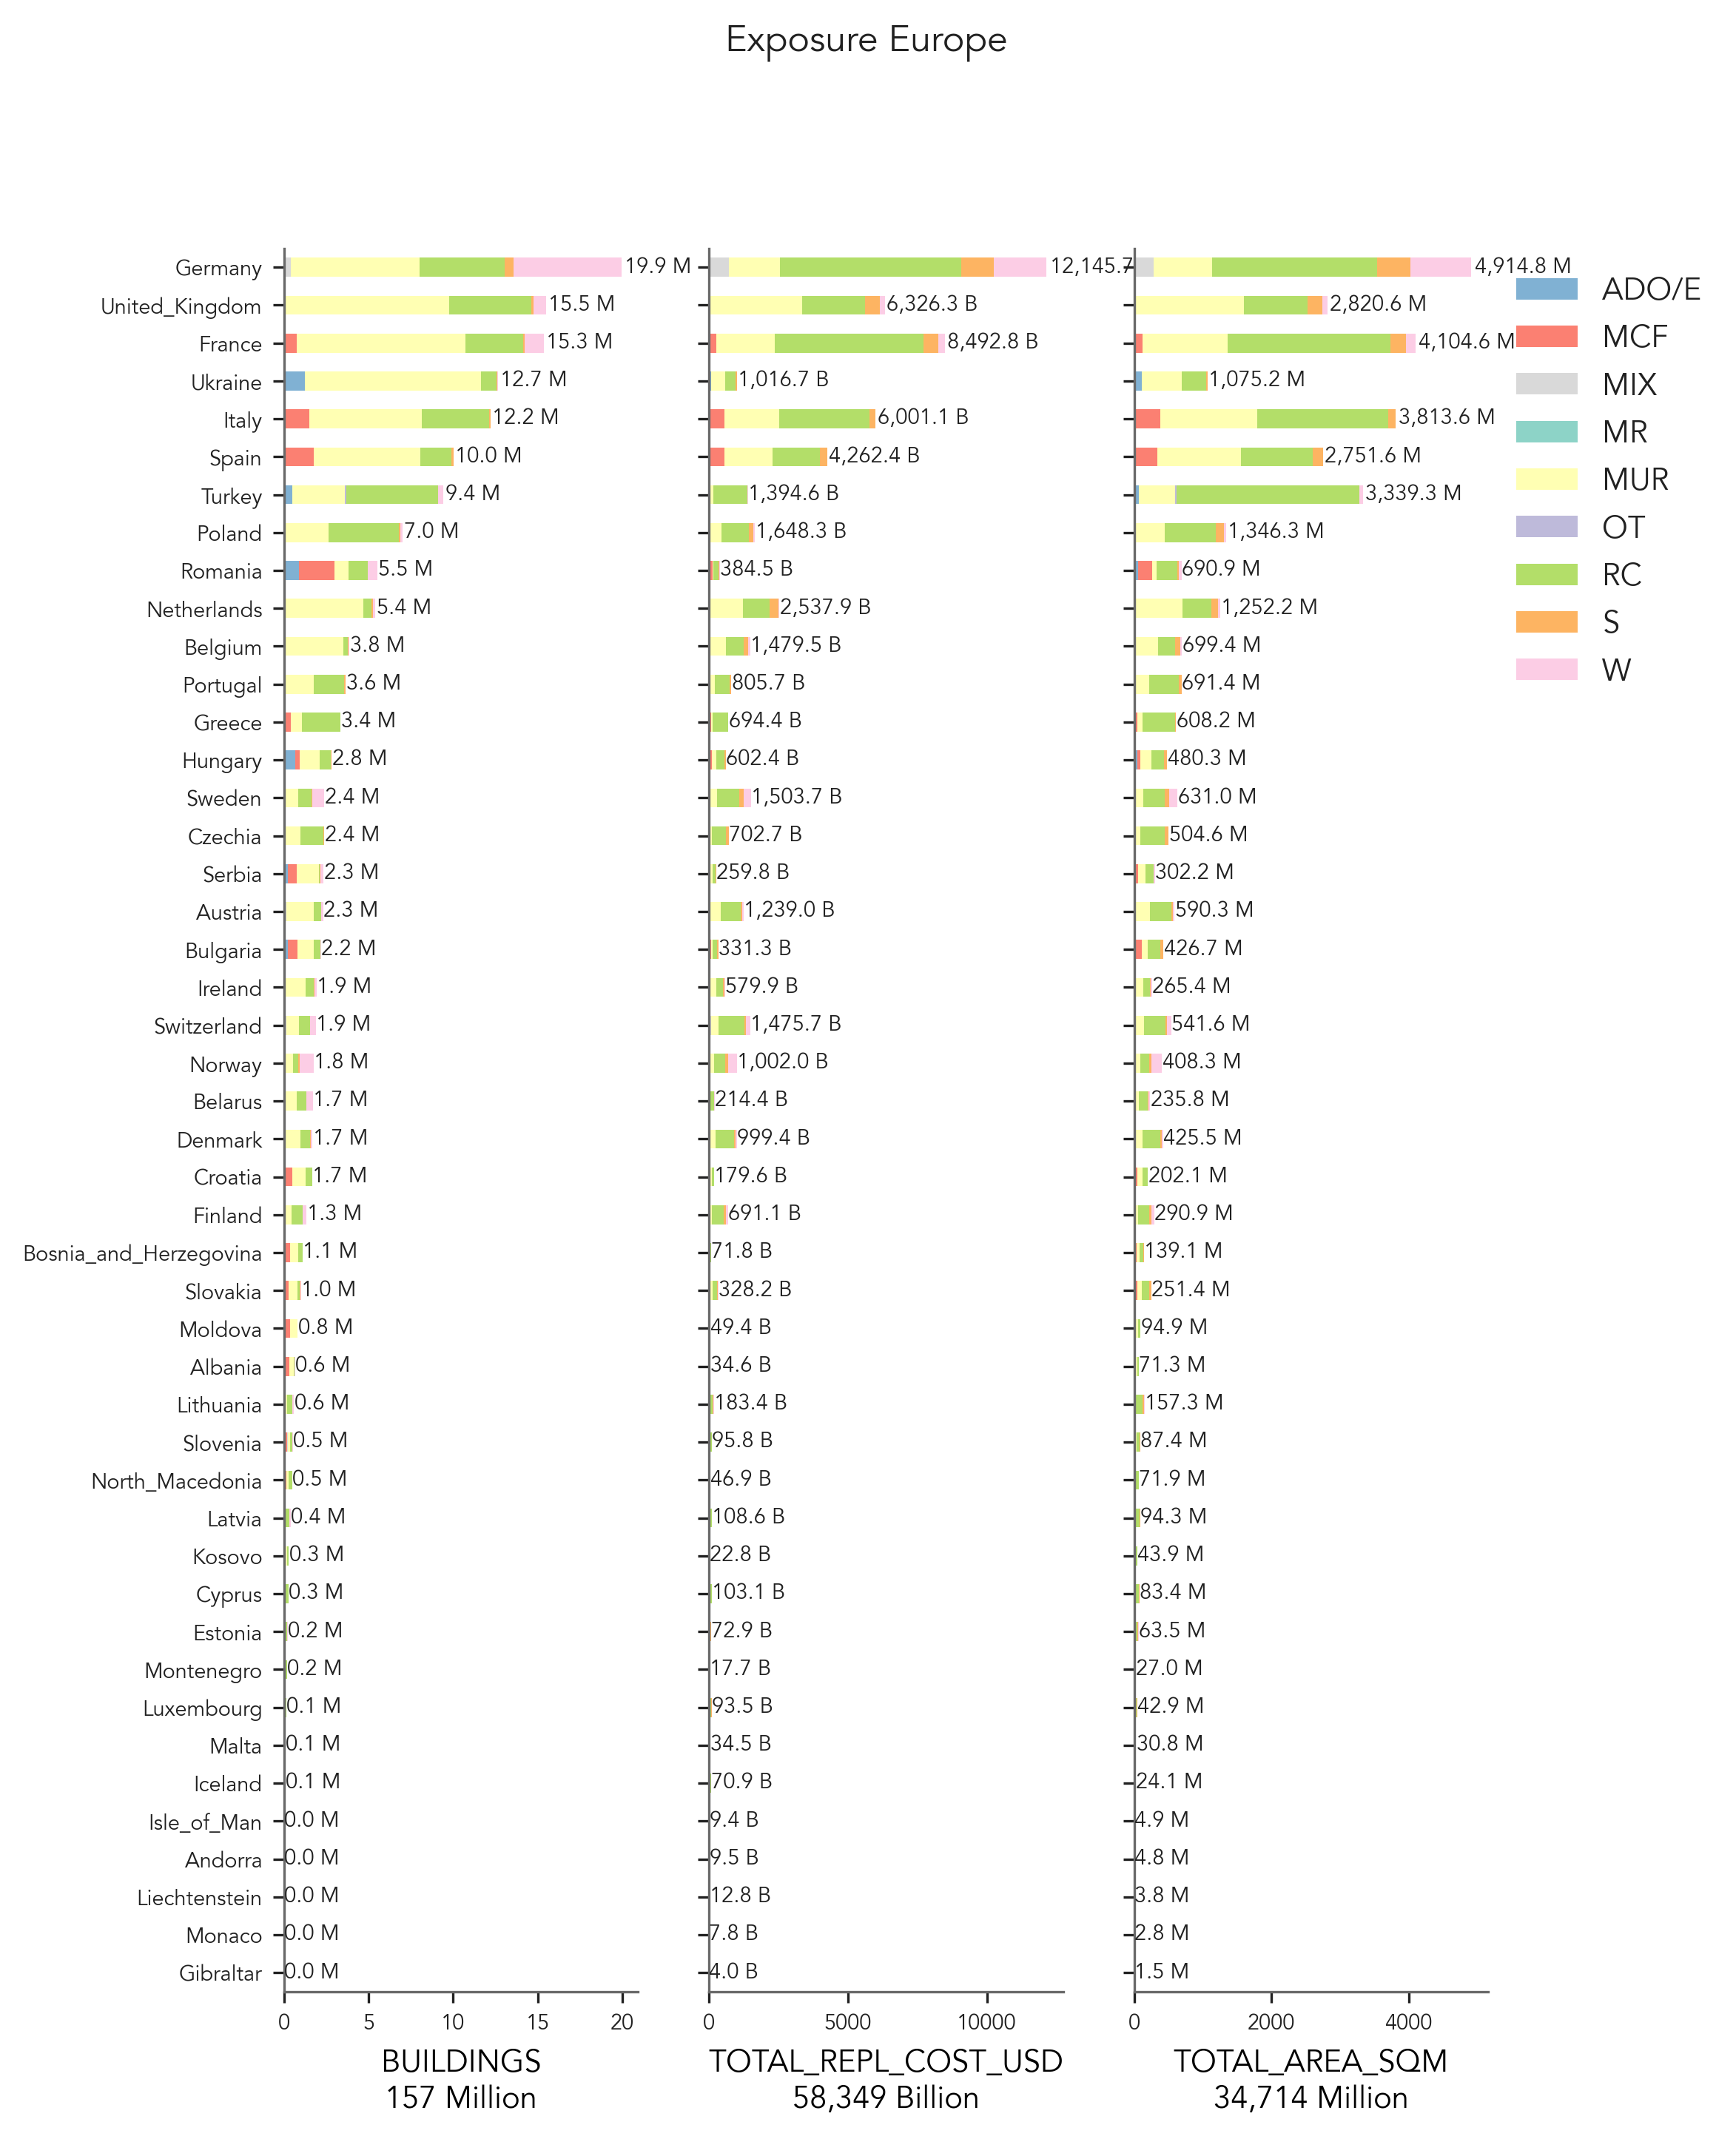 Exposure Europe
Germany 19.9 M 12,145.7 4,914.8 M
United_Kingdom 15.5 M 6,326.3 B 2,820.6 M
France 15.3 M 8,492.8 B 4,104.6 M
Ukraine 12.7 M 1,016.7 B 1,075.2 M
Italy 12.2 M 6,001.1 B 3,813.6 M
Spain 10.0 M 4,262.4 B 2,751.6 M
Turkey 9.4 M 1,394.6 B 3,339.3 M
Poland 7.0 M 1,648.3 B 1,346.3 M
Romania 5.5 M 384.5 B 690.9 M
Netherlands 5.4 M 2,537.9 B 1,252.2 M
Belgium 3.8 M 1,479.5 B 699.4 M
Portugal 3.6 M 805.7 B 691.4 M
Greece 3.4 M 694.4 B 608.2 M
Hungary 2.8 M 602.4 B 480.3 M
Sweden 2.4 M 1,503.7 B 631.0 M
Czechia 2.4 M 702.7 B 504.6 M
Serbia 2.3 M 259.8 B 302.2 M
Austria 2.3 M 1,239.0 B 590.3 M
Bulgaria 2.2 M 331.3 B 426.7 M
Ireland 1.9 M 579.9 B 265.4 M
Switzerland 1.9 M 1,475.7 B 541.6 M
Norway 1.8 M 1,002.0 B 408.3 M
Belarus 1.7 M 214.4 B 235.8 M
Denmark 1.7 M 999.4 B 425.5 M
Croatia 1.7 M 179.6 B 202.1 M
Finland 1.3 M 691.1 B 290.9 M
Bosnia_and_Herzegovina 1.1 M 71.8 B 139.1 M
Slovakia 1.0 M 328.2 B 251.4 M
Moldova 0.8 M 49.4 B 94.9 M
Albania 0.6 M 34.6 B 71.3 M
Lithuania 0.6 M 183.4 B 157.3 M
Slovenia 0.5 M 95.8 B 87.4 M
North_Macedonia 0.5 M 46.9 B 71.9 M
Latvia 0.4 M 108.6 B 94.3 M
Kosovo 0.3 M 22.8 B 43.9 M
Cyprus 0.3 M 103.1 B 83.4 M
Estonia 0.2 M 72.9 B 63.5 M
Montenegro 0.2 M 17.7 B 27.0 M
Luxembourg 0.1 M 93.5 B 42.9 M
Malta 0.1 M 34.5 B 30.8 M
Iceland 0.1 M 70.9 B 24.1 M
Isle_of_Man 0.0 M 9.4 B 4.9 M
Andorra 0.0 M 9.5 B 4.8 M
Liechtenstein 0.0 M 12.8 B 3.8 M
Monaco 0.0 M 7.8 B 2.8 M
Gibraltar 0.0 M 4.0 B 1.5 M
0 5 10 15 20 0 5000 10000 0 2000 4000
BUILDINGS TOTAL_REPL_COST_USD TOTAL_AREA_SQM
157 Million 58,349 Billion 34,714 Million
ADO/E
MCF
MIX
MR
MUR
OT
RC
S
W